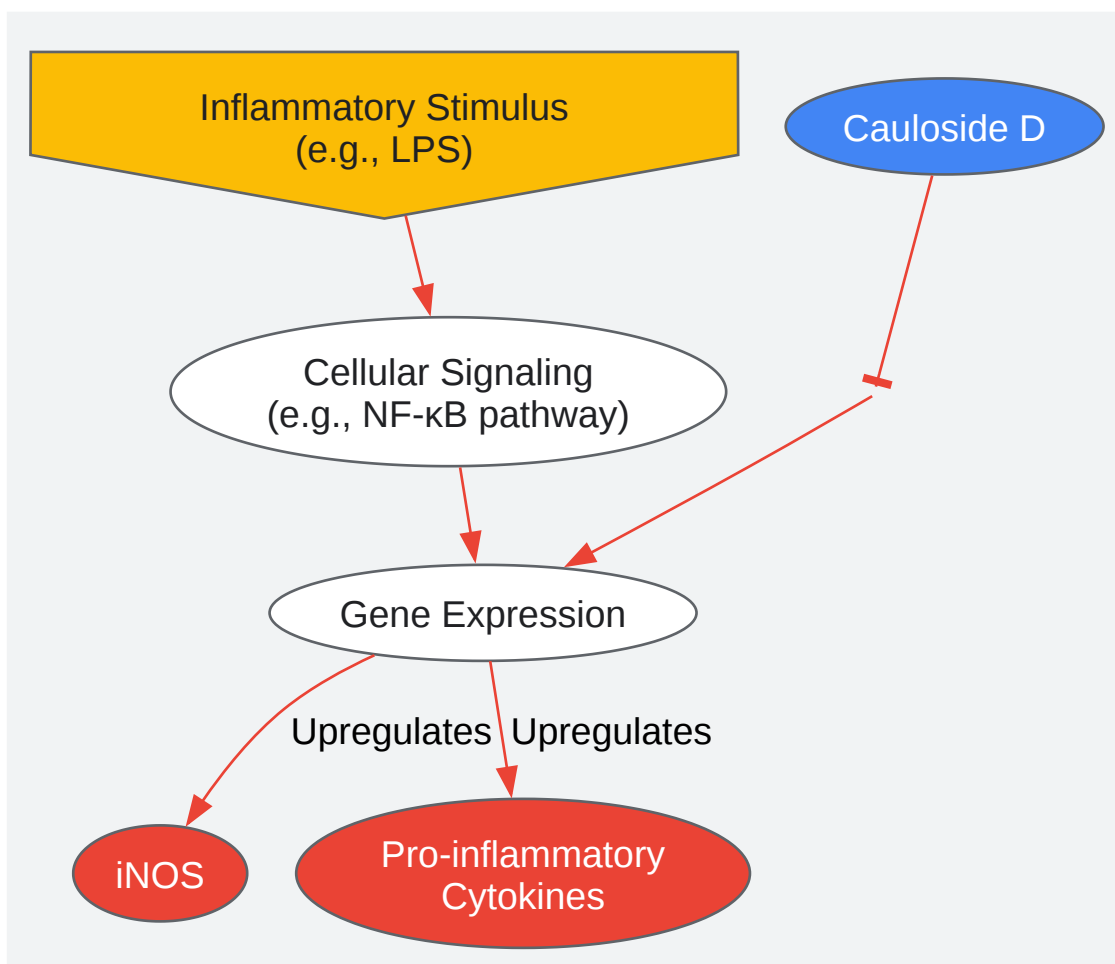 Inflammatory Stimulus
(e.g., LPS)
Cauloside D
Cellular Signaling
(e.g., NF-κB pathway)
Gene Expression
Upregulates
Upregulates
iNOS
Pro-inflammatory
Cytokines